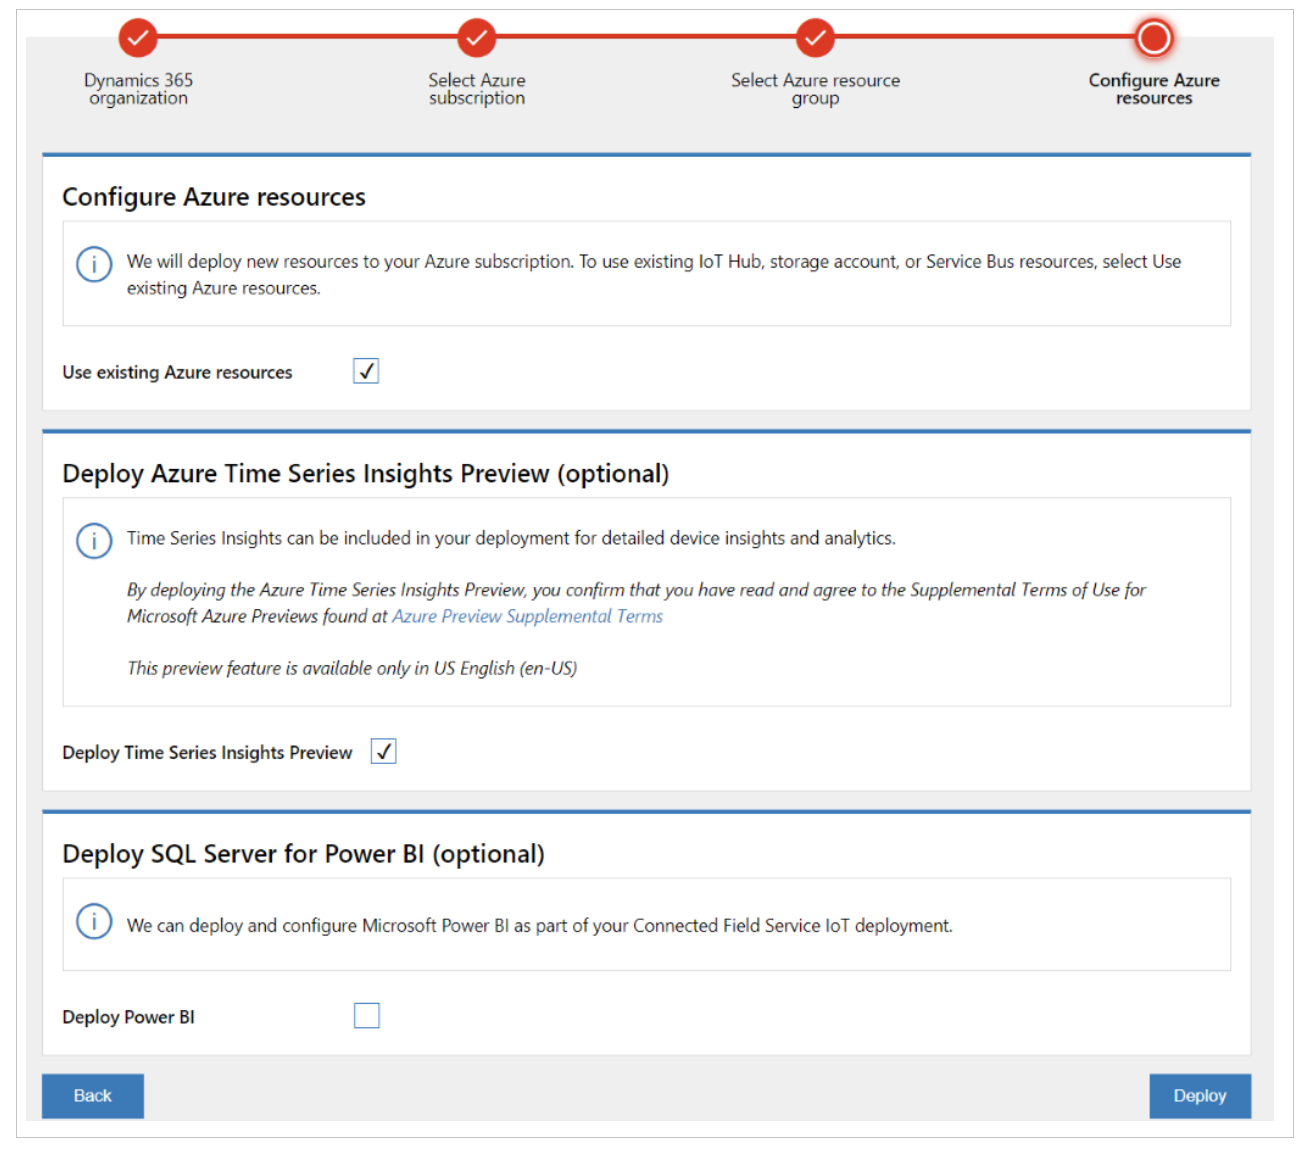 Dynamics 365
organization
Select Azure
subscription
Select Azure resource
group
Configure Azure
resources
Configure Azure resources
We will deploy new resources to your Azure subscription. To use existing IoT Hub, storage account, or Service Bus resources, select Use
existing Azure resources.
Use existing Azure resources
Deploy Azure Time Series Insights Preview (optional)
Time Series Insights can be included in your deployment for detailed device insights and analytics.
By deploying the Azure Time Series Insights Preview, you confirm that you have read and agree to the Supplemental Terms of Use for
Microsoft Azure Previews found at Azure Preview Supplemental Terms
This preview feature is available only in US English (en-US)
Deploy Time Series Insights Preview
Deploy SQL Server for Power BI (optional)
We can deploy and configure Microsoft Power BI as part of your Connected Field Service IoT deployment.
Deploy Power BI
Back
Deploy